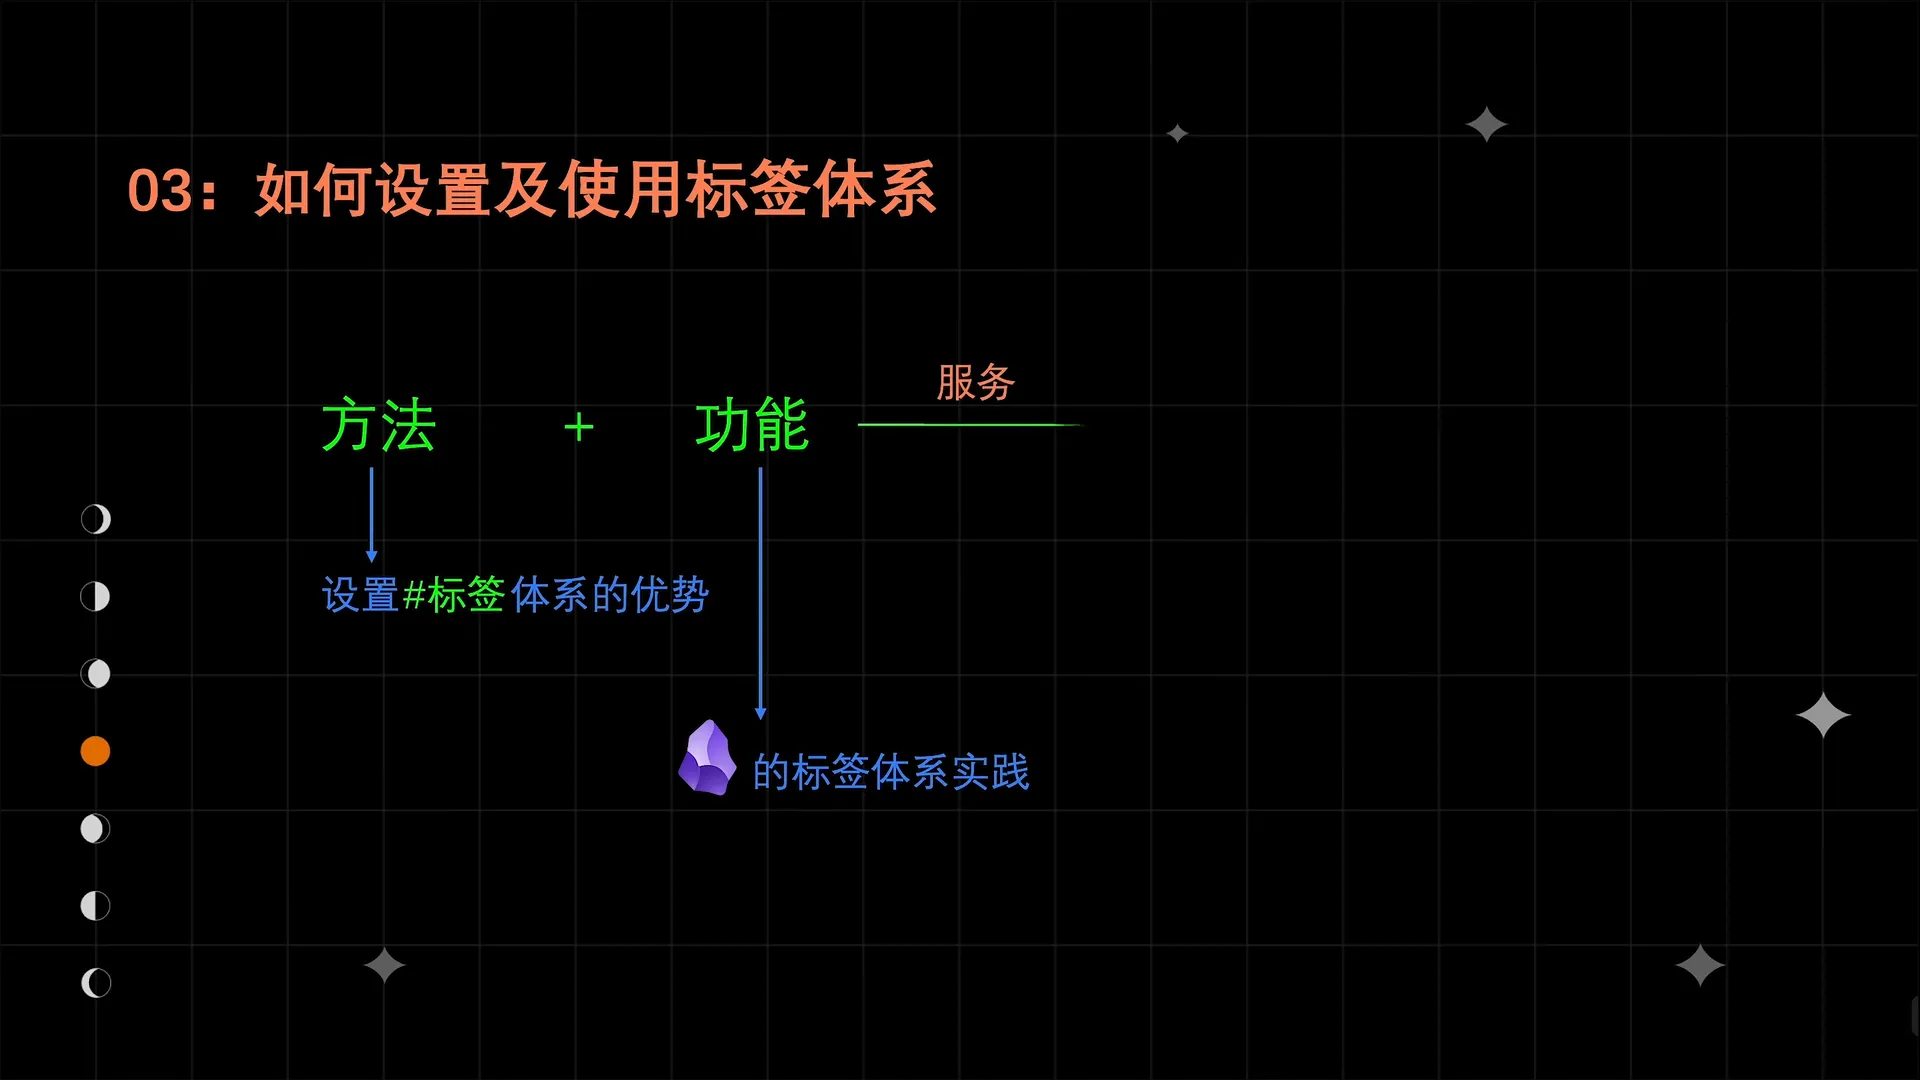 03：如何设置及使用标签体系
服务
方法 + 功能
设置#标签体系的优势
的标签体系实践